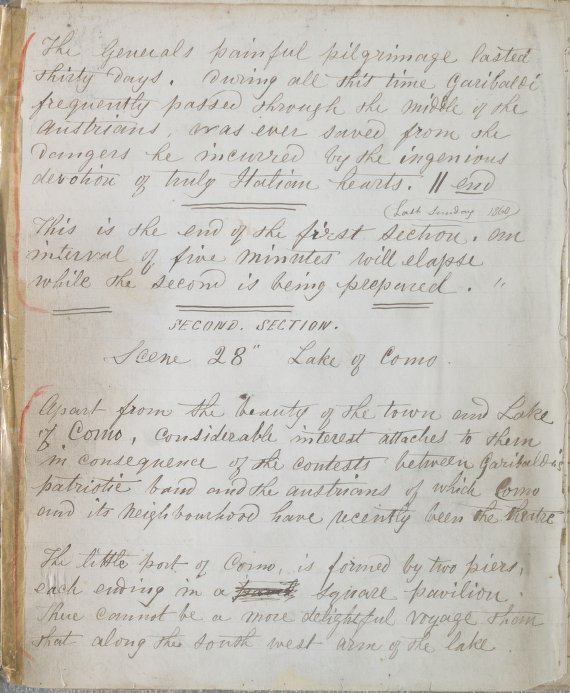 The Generals painful pilgrimage lasted
thirty days. During all this time Garibaldi
frequently passed through the middle of the
Austrians, was ever saved from the
dangers he incurred by the ingenious
devotion of truly Italian hearts. || end
(Last Sunday 1860)
This is the end of the first section. an
interval of five minutes will elapse
while the second is being prepared. "
SECOND. SECTION.
Scene 28" Lake of Como.
Apart from the beauty of the town and Lake
of Como, considerable interest attaches to them
in consequence of the contests between Garibaldi's
patriotic band and the austrians of which Como
and its Neighbourhood have recently been the theatre
The little port of Como, is formed by two piers,
each ending in a square pavilion.
There cannot be a more delightful voyage than
that along the south west arm of the lake